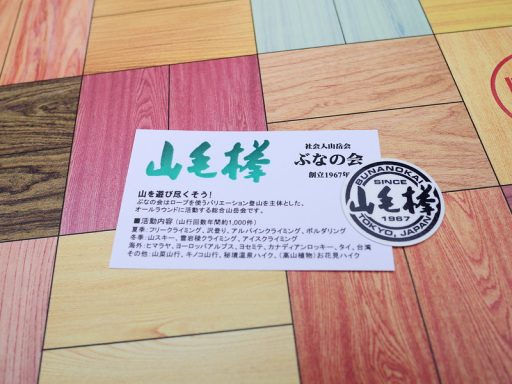 山毛欅
社会人山岳会
ぶなの会
創立1967年
山を遊び尽くそう!
ぶなの会はロープを使うバリエーション登山を主体とした、
オールラウンドに活動する総合山岳会です。
■活動内容 (山行回数年間約1,000件)
夏季:フリークライミング、沢登り、アルパインクライミング、ボルダリング
冬季:山スキー、雪岩稜クライミング、アイスクライミング
海外:ヒマラヤ、ヨーロッパアルプス、ヨセミテ、カナディアンロッキー、タイ、台湾
その他:山菜山行、キノコ山行、秘境温泉ハイク、(高山植物)お花見ハイク
BUNANOKAI
SINCE
山毛欅
1967
TOKYO, JAPAN